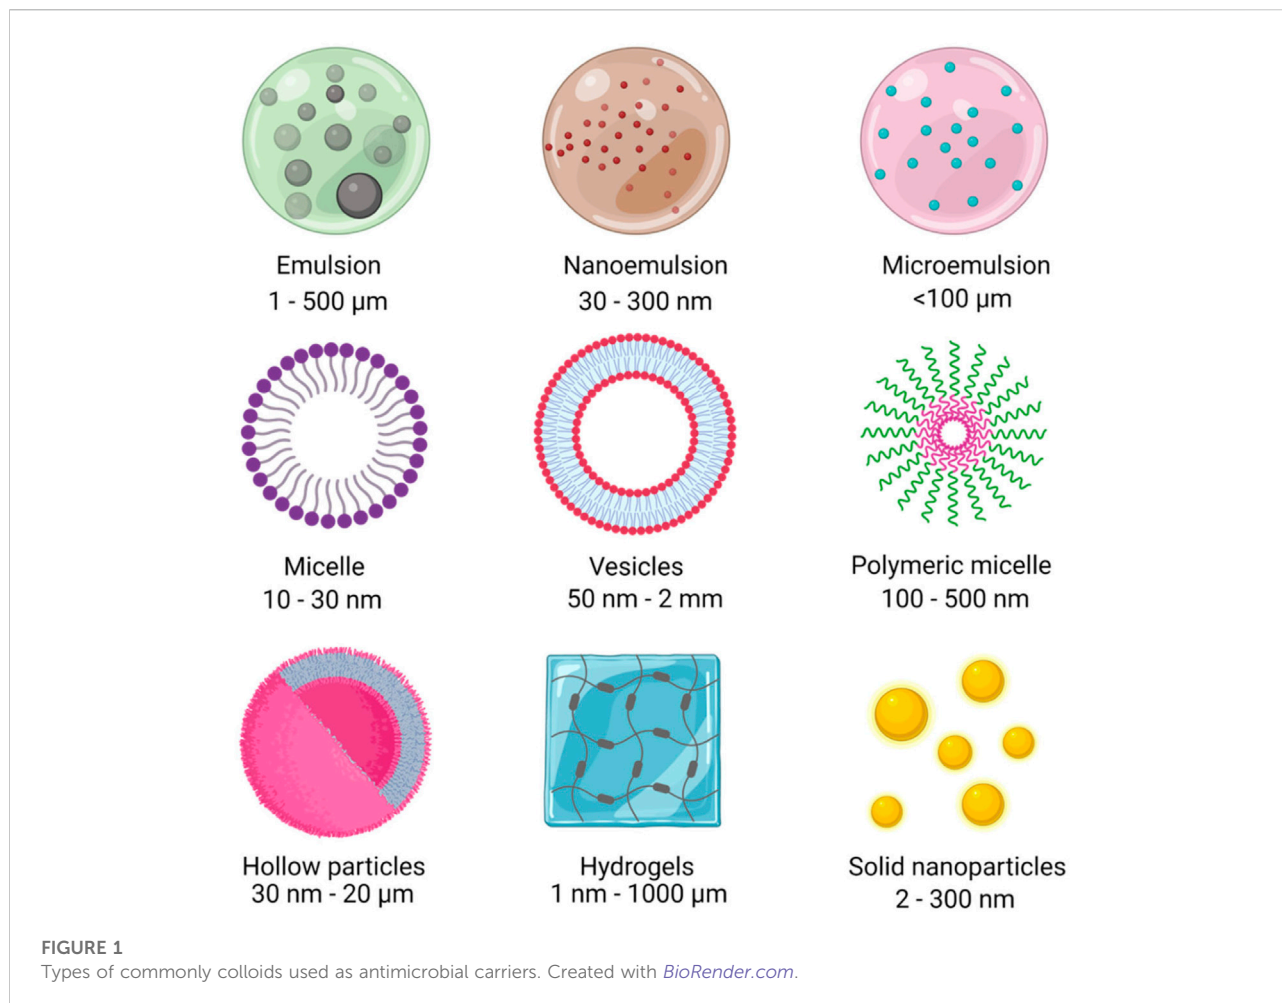 Emulsion
1 - 500 μm
Nanoemulsion
30 - 300 nm
Microemulsion
<100 μm
Micelle
10 - 30 nm
Vesicles
50 nm - 2 mm
Polymeric micelle
100 - 500 nm
Hollow particles
30 nm - 20 μm
Hydrogels
1 nm - 1000 μm
Solid nanoparticles
2 - 300 nm
FIGURE 1
Types of commonly colloids used as antimicrobial carriers. Created with BioRender.com.